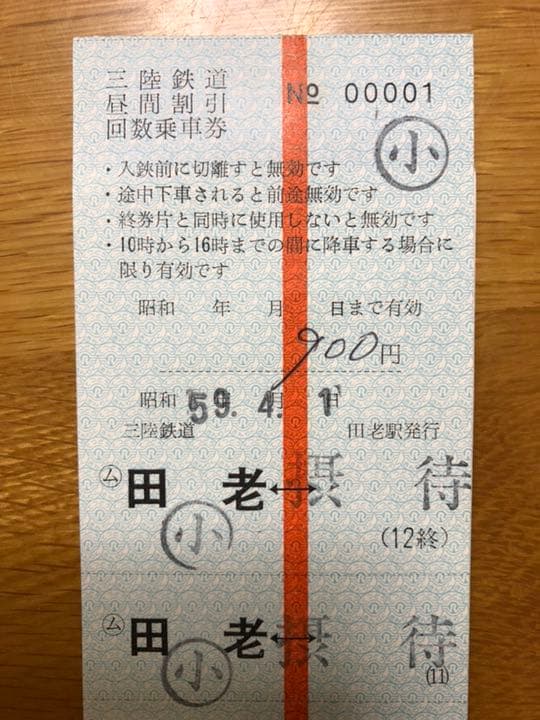 三陸鉄道
昼間割引
回数乗車券
№ 00001
小
・入鋏前に切離すと無効です
・途中下車されると前途無効です
・終券片と同時に使用しないと無効です
・10時から16時までの間に降車する場合に
限り有効です
昭和 年 月 日まで有効
900円
昭和59年4.月1日
三陸鉄道 田老駅発行
ム 田老↔摂待
小
(12終)
ム 田老↔摂待
小
(11)